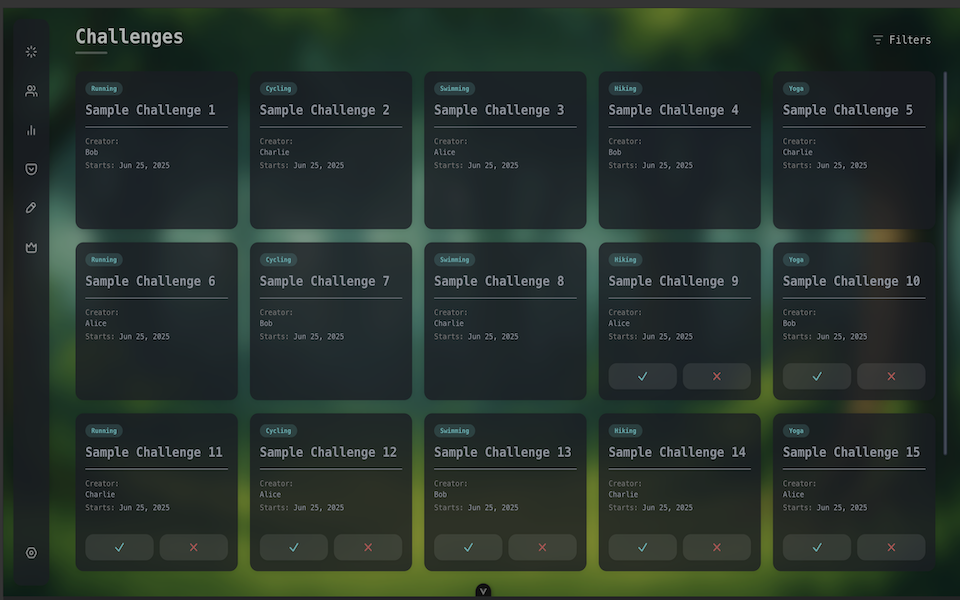 Challenges
Filters
Running
Sample Challenge 1
Creator:
Bob
Starts: Jun 25, 2025
Cycling
Sample Challenge 2
Creator:
Charlie
Starts: Jun 25, 2025
Swimming
Sample Challenge 3
Creator:
Alice
Starts: Jun 25, 2025
Hiking
Sample Challenge 4
Creator:
Bob
Starts: Jun 25, 2025
Yoga
Sample Challenge 5
Creator:
Charlie
Starts: Jun 25, 2025
Running
Sample Challenge 6
Creator:
Alice
Starts: Jun 25, 2025
Cycling
Sample Challenge 7
Creator:
Bob
Starts: Jun 25, 2025
Swimming
Sample Challenge 8
Creator:
Charlie
Starts: Jun 25, 2025
Hiking
Sample Challenge 9
Creator:
Alice
Starts: Jun 25, 2025
Yoga
Sample Challenge 10
Creator:
Bob
Starts: Jun 25, 2025
Running
Sample Challenge 11
Creator:
Charlie
Starts: Jun 25, 2025
Cycling
Sample Challenge 12
Creator:
Alice
Starts: Jun 25, 2025
Swimming
Sample Challenge 13
Creator:
Bob
Starts: Jun 25, 2025
Hiking
Sample Challenge 14
Creator:
Charlie
Starts: Jun 25, 2025
Yoga
Sample Challenge 15
Creator:
Alice
Starts: Jun 25, 2025